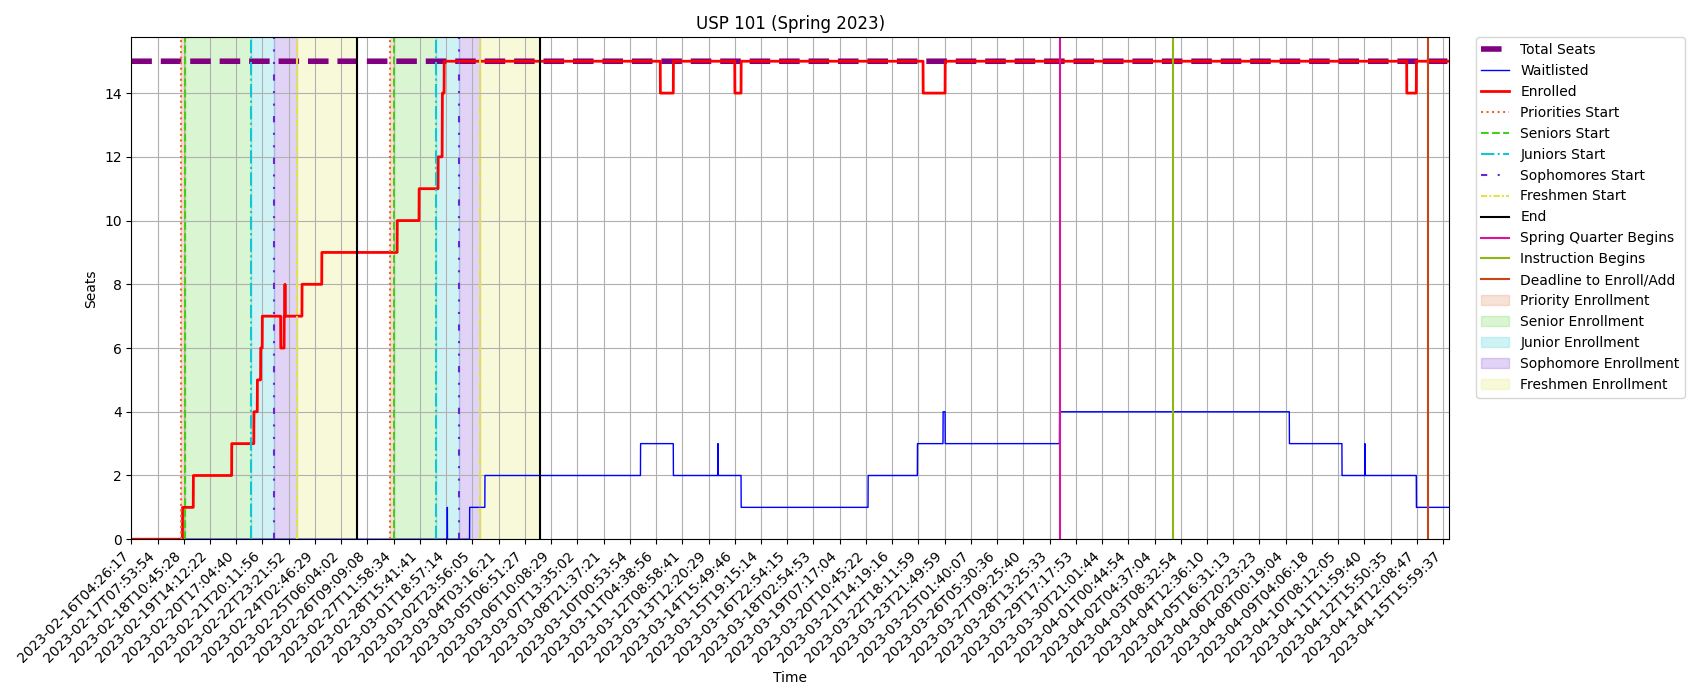 USP 101 (Spring 2023)
Total Seats
Waitlisted
Enrolled
Priorities Start
Seniors Start
Juniors Start
Sophomores Start
Freshmen Start
End
Spring Quarter Begins
Instruction Begins
Deadline to Enroll/Add
Priority Enrollment
Senior Enrollment
Junior Enrollment
Sophomore Enrollment
Freshmen Enrollment
Seats
14
12
10
8
6
4
2
0
2023-02-16T04:26:17
2023-02-17T07:53:54
2023-02-18T10:45:28
2023-02-19T14:12:22
2023-02-20T17:04:40
2023-02-21T20:11:56
2023-02-22T23:21:52
2023-02-24T02:46:29
2023-02-25T06:04:02
2023-02-26T09:09:08
2023-02-27T11:58:34
2023-02-28T15:41:41
2023-03-01T18:57:14
2023-03-02T23:56:05
2023-03-04T03:16:21
2023-03-05T06:51:27
2023-03-06T10:08:29
2023-03-07T13:35:02
2023-03-08T21:37:21
2023-03-10T00:53:54
2023-03-11T04:38:56
2023-03-12T08:58:41
2023-03-13T12:20:29
2023-03-14T15:49:46
2023-03-15T19:15:14
2023-03-16T22:54:15
2023-03-18T02:54:53
2023-03-19T07:17:04
2023-03-20T10:45:22
2023-03-21T14:19:16
2023-03-22T18:11:59
2023-03-23T21:49:59
2023-03-25T01:40:07
2023-03-26T05:30:36
2023-03-27T09:25:40
2023-03-28T13:25:33
2023-03-29T17:17:53
2023-03-30T21:01:44
2023-04-01T00:44:54
2023-04-02T04:37:04
2023-04-03T08:32:54
2023-04-04T12:36:10
2023-04-05T16:31:13
2023-04-06T20:23:23
2023-04-08T00:19:04
2023-04-09T04:06:18
2023-04-10T08:12:05
2023-04-11T11:59:40
2023-04-12T15:50:35
2023-04-14T12:08:47
2023-04-15T15:59:37
Time